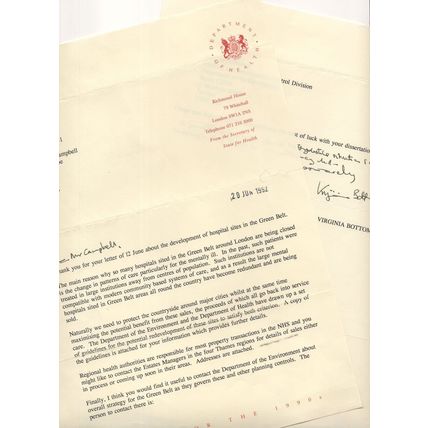 DEPARTMENT OF HEALTH
Richmond House
79 Whitehall
London SW1A 2NS
Telephone 071 210 3000
From the Secretary of
State for Health
Division
of luck with your dissertation
VIRGINIA BOTTOM
ampbell
Mr Campbell,
ank you for your letter of 12 June about the development of hospital sites in the Green Belt.
The main reason why so many hospitals sited in the Green Belt around London are being closed
is the change in patterns of care particularly for the mentally ill. In the past, such patients were
treated in large institutions away from centres of population. Such institutions are not
compatible with modern community based systems of care, and as a result the large mental
hospitals sited in Green Belt areas all round the country have become redundant and are being
sold.
Naturally we need to protect the countryside around major cities whilst at the same time
maximising the potential benefit from these sales, the proceeds of which all go back into service
care. The Department of the Environment and the Department of Health have drawn up a set
of guidelines for the potential redevelopment of these sites to satisfy both criterion. A copy of
the guidelines is attached for your information which provides further details.
Regional health authorities are responsible for most property transactions in the NHS and you
might like to contact the Estates Managers in the four Thames regions for details of sales either
in process or coming up soon in their areas. Addresses are attached.
Finally, I think you would find it useful to contact the Department of the Environment about
overall strategy for the Green Belt as they govern these and other planning controls. The
person to contact there is:
THE 1990s